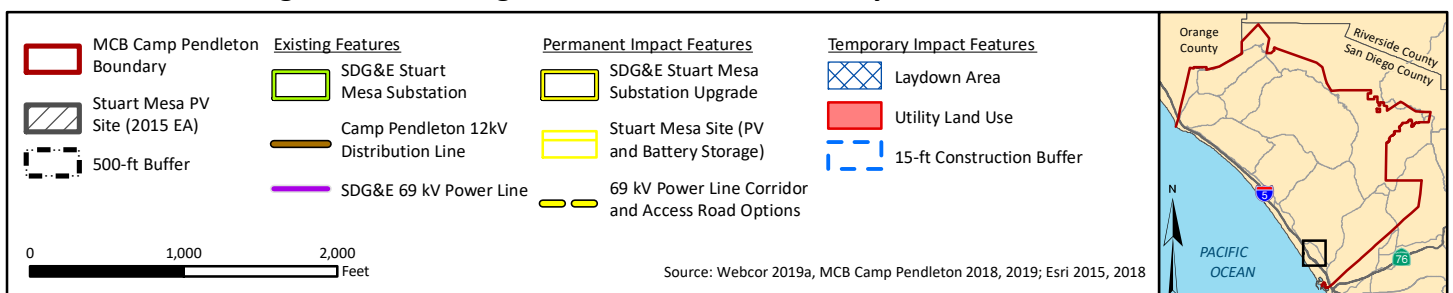 MCB Camp Pendleton
Boundary
Stuart Mesa PV
Site (2015 EA)
500-ft Buffer
Existing Features
SDG&E Stuart
Mesa Substation
Camp Pendleton 12kV
Distribution Line
SDG&E 69 kV Power Line
Permanent Impact Features
SDG&E Stuart Mesa
Substation Upgrade
Stuart Mesa Site (PV
and Battery Storage)
69 kV Power Line Corridor
and Access Road Options
Temporary Impact Features
Laydown Area
Utility Land Use
15-ft Construction Buffer
0 1,000 2,000
Feet
Source: Webcor 2019a, MCB Camp Pendleton 2018, 2019; Esri 2015, 2018
Orange
County
Riverside County
San Diego County
N
5
PACIFIC
OCEAN
76